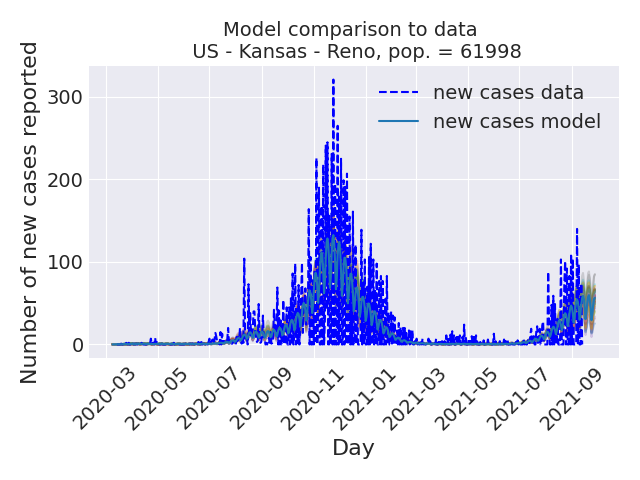 Model comparison to data
US - Kansas - Reno, pop. = 61998
Number of new cases reported
300
200
100
0
new cases data
new cases model
2020-03
2020-05
2020-07
2020-09
2020-11
2021-01
2021-03
2021-05
2021-07
2021-09
Day